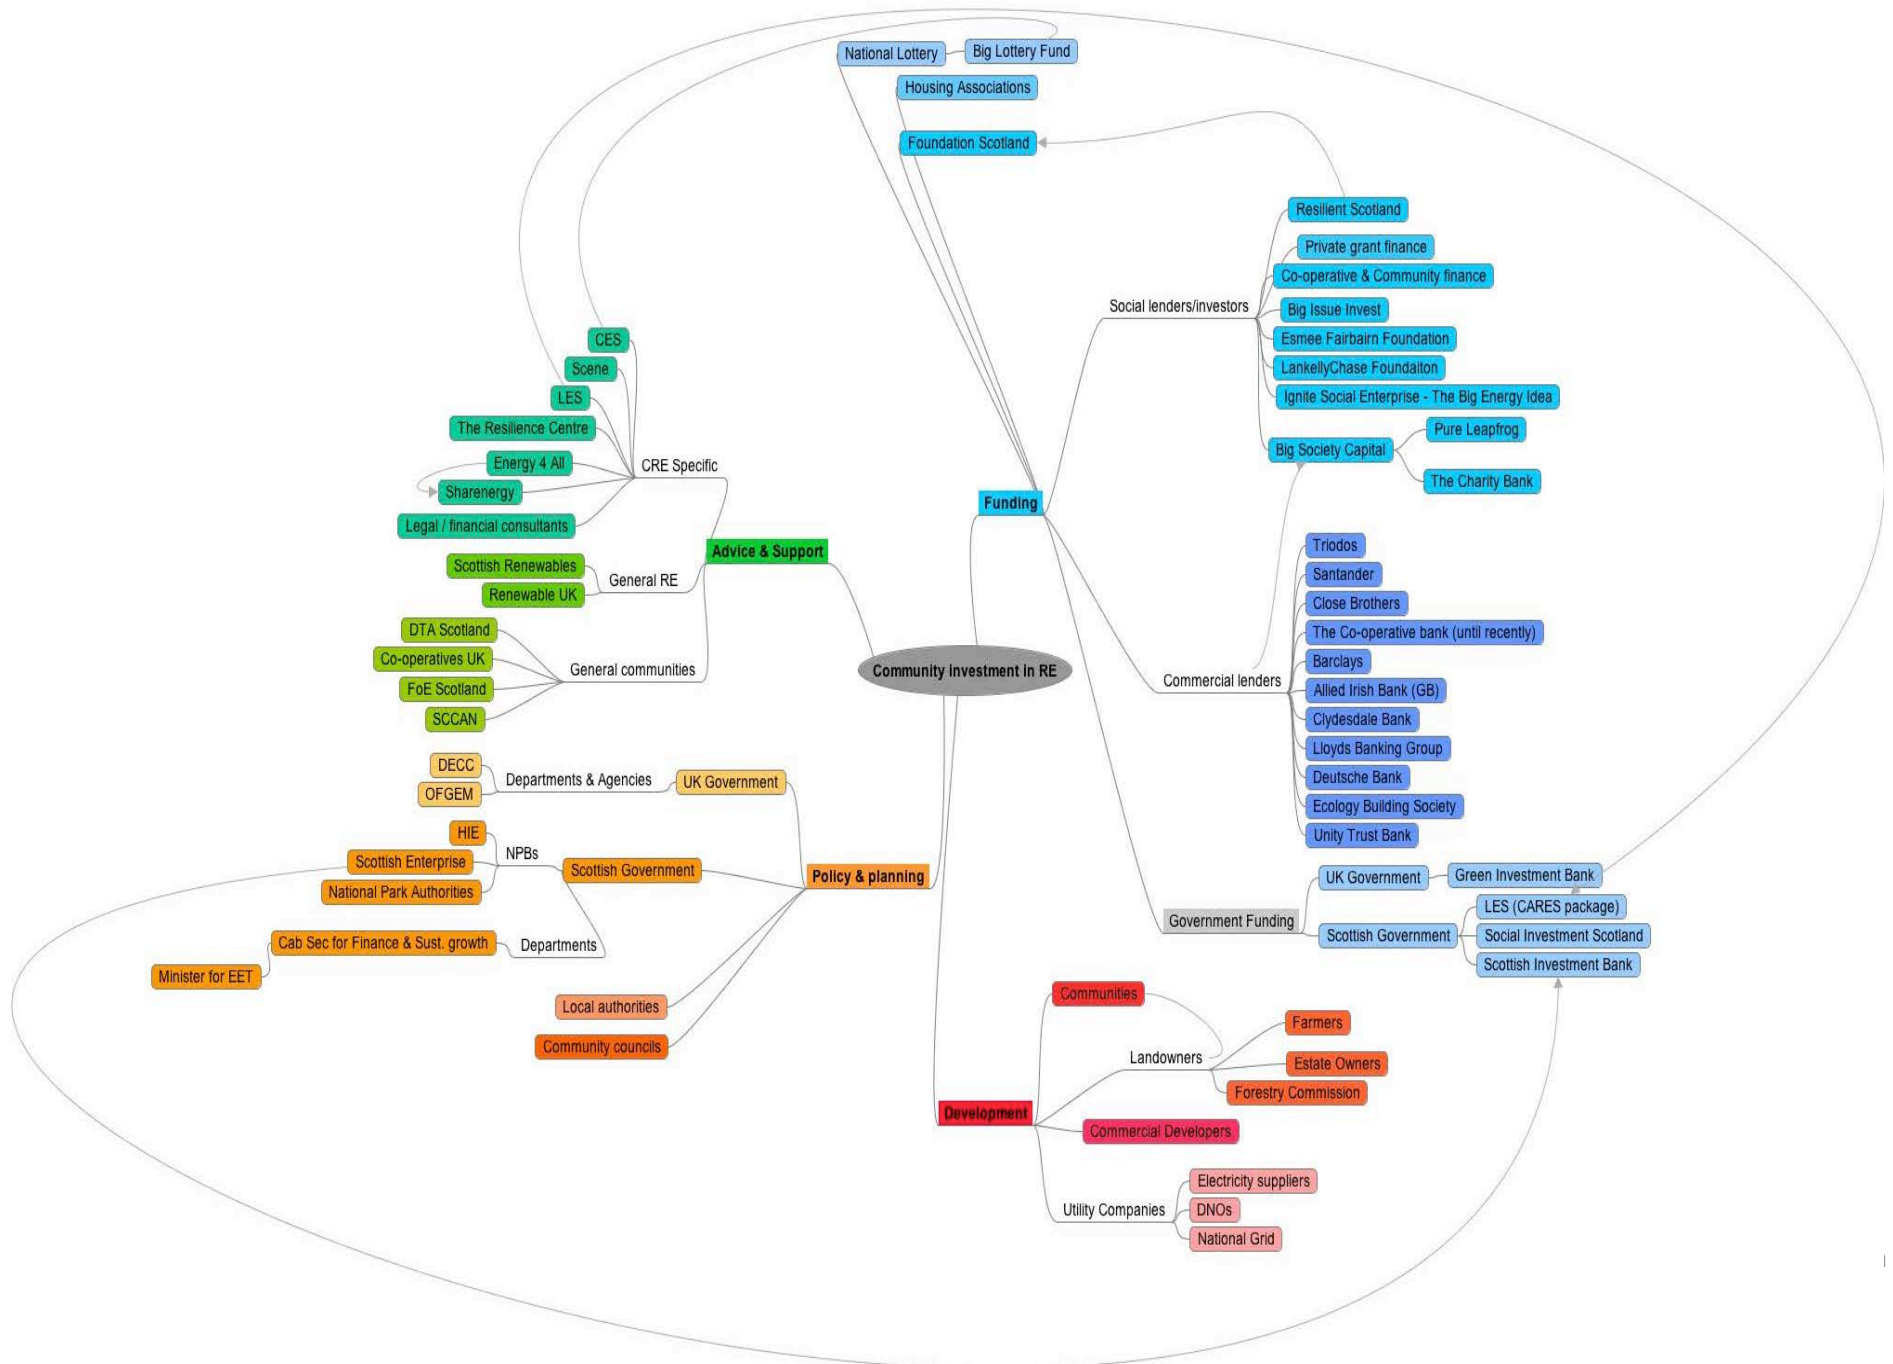 National Lottery
Big Lottery Fund
Housing Associations
Foundation Scotland
Resilient Scotland
Private grant finance
Co-operative & Community finance
Social lenders/investors
Big Issue Invest
Esmee Fairbairn Foundation
LankellyChase Foundaiton
Ignite Social Enterprise - The Big Energy Idea
Pure Leapfrog
Big Society Capital
The Charity Bank
Funding
CES
Scene
LES
The Resilience Centre
Energy 4 All
CRE Specific
Sharenergy
Legal / financial consultants
Advice & Support
Scottish Renewables
General RE
Renewable UK
DTA Scotland
Co-operatives UK
General communities
FoE Scotland
SCCAN
Community investment in RE
Triodos
Santander
Close Brothers
The Co-operative bank (until recently)
Barclays
Commercial lenders
Allied Irish Bank (GB)
Clydesdale Bank
Lloyds Banking Group
Deutsche Bank
Ecology Building Society
Unity Trust Bank
DECC
Departments & Agencies
UK Government
OFGEM
HIE
NPBs
Scottish Enterprise
Scottish Government
National Park Authorities
Policy & planning
Cab Sec for Finance & Sust. growth
Departments
Minister for EET
Local authorities
Community councils
UK Government
Green Investment Bank
Government Funding
LES (CARES package)
Scottish Government
Social Investment Scotland
Scottish Investment Bank
Communities
Farmers
Landowners
Estate Owners
Forestry Commission
Development
Commercial Developers
Electricity suppliers
Utility Companies
DNOs
National Grid